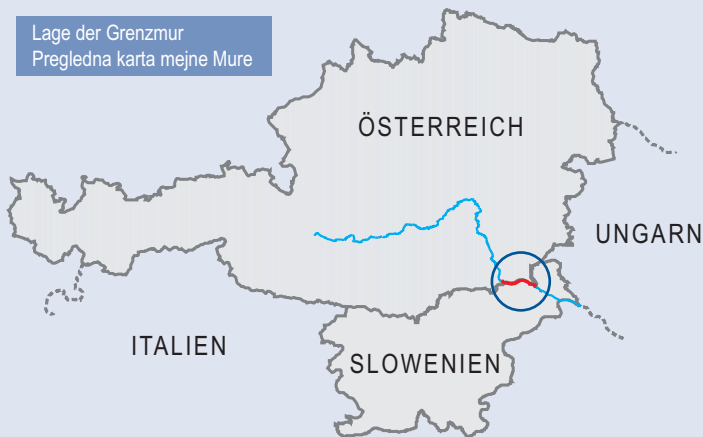 Lage der Grenzmur
Pregledna karta mejne Mure
ÖSTERREICH
UNGARN
ITALIEN
SLOWENIEN